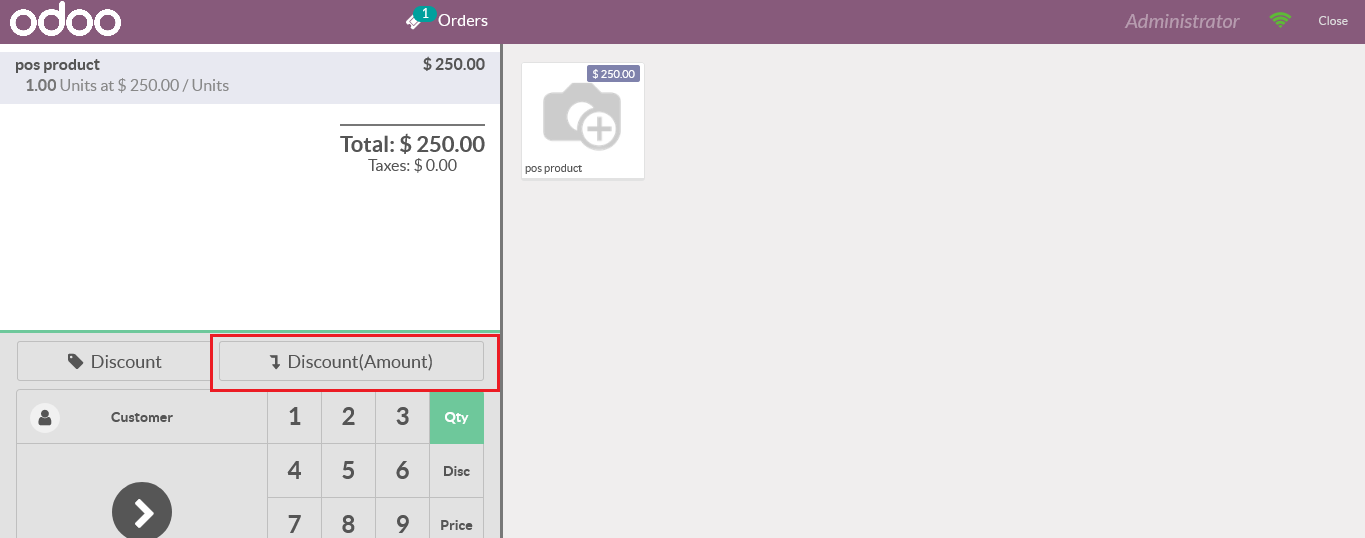 odoo
1 Orders
Administrator
Close
pos product $ 250.00
1.00 Units at $ 250.00 / Units
Total: $ 250.00
Taxes: $ 0.00
$ 250.00
pos product
Discount
Discount(Amount)
Customer
1 2 3 Qty
4 5 6 Disc
7 8 9 Price